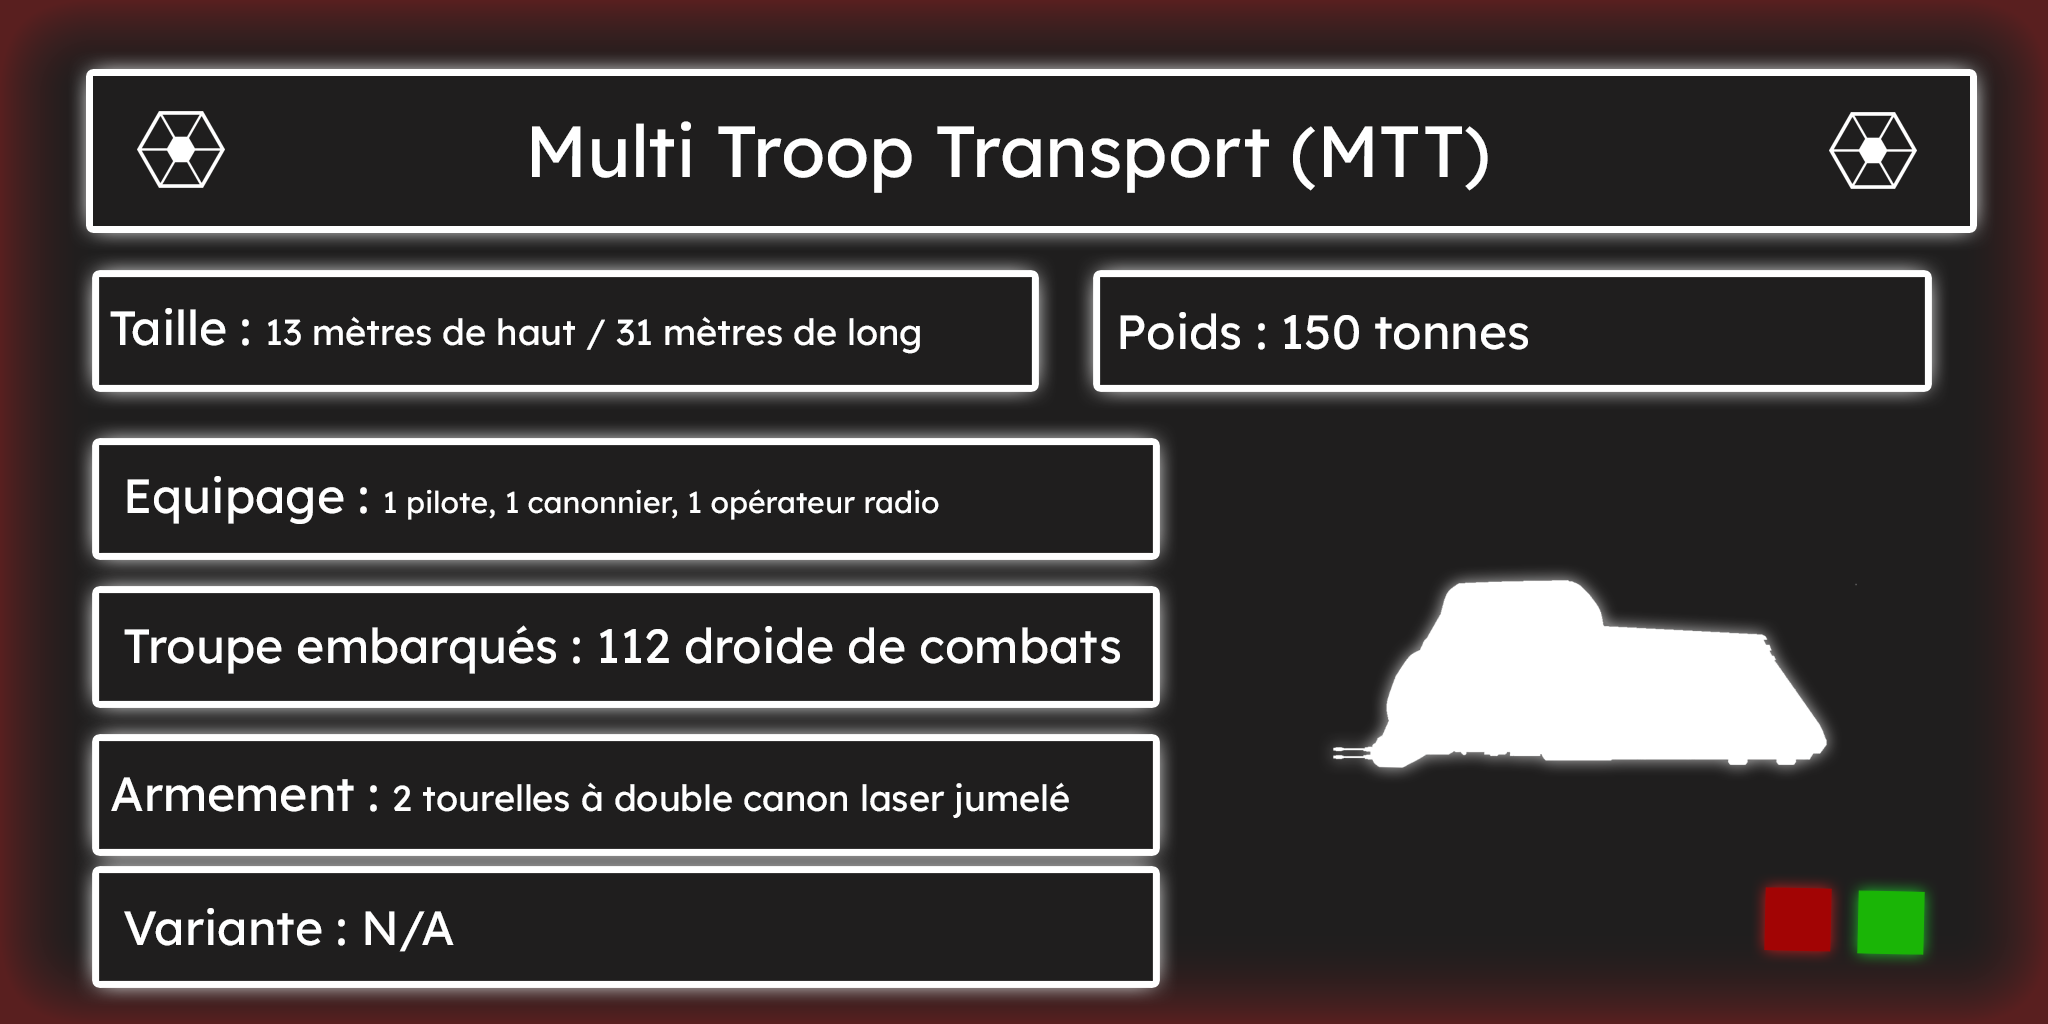 Multi Troop Transport (MTT)
Taille : 13 mètres de haut / 31 mètres de long
Poids : 150 tonnes
Equipage : 1 pilote, 1 canonnier, 1 opérateur radio
Troupe embarqués : 112 droide de combats
Armement : 2 tourelles à double canon laser jumelé
Variante : N/A